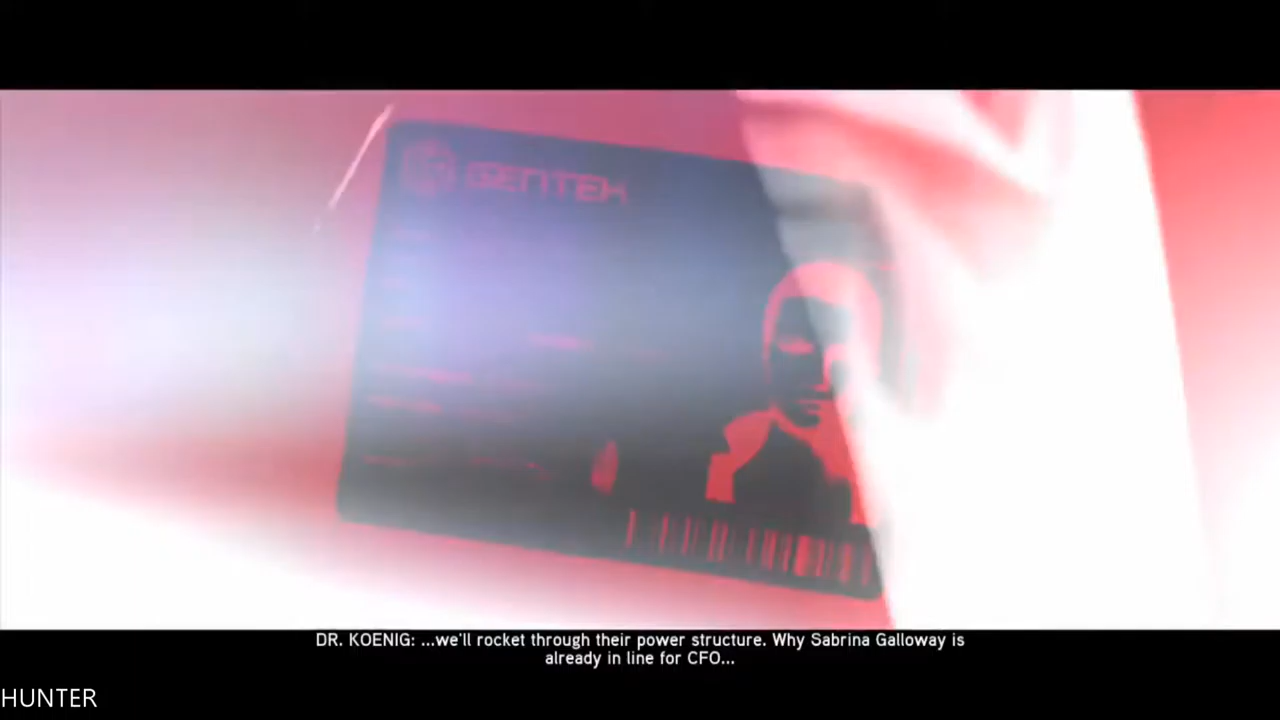 GENTEK
DR. KOENIG: ...we'll rocket through their power structure. Why Sabrina Galloway is
already in line for CFO...
HUNTER